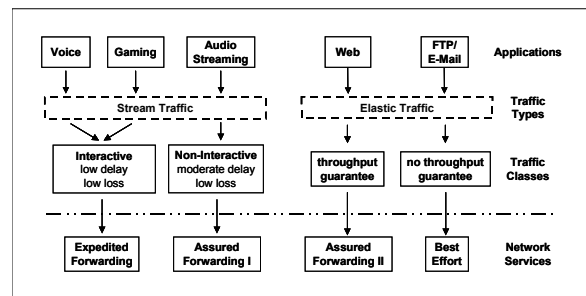 Voice
Gaming
Audio
Streaming
Web
FTP/
E-Mail
Applications
Stream Traffic
Elastic Traffic
Traffic
Types
Interactive
low delay
low loss
Non-Interactive
moderate delay
low loss
throughput
guarantee
no throughput
guarantee
Traffic
Classes
Expedited
Forwarding
Assured
Forwarding I
Assured
Forwarding II
Best
Effort
Network
Services